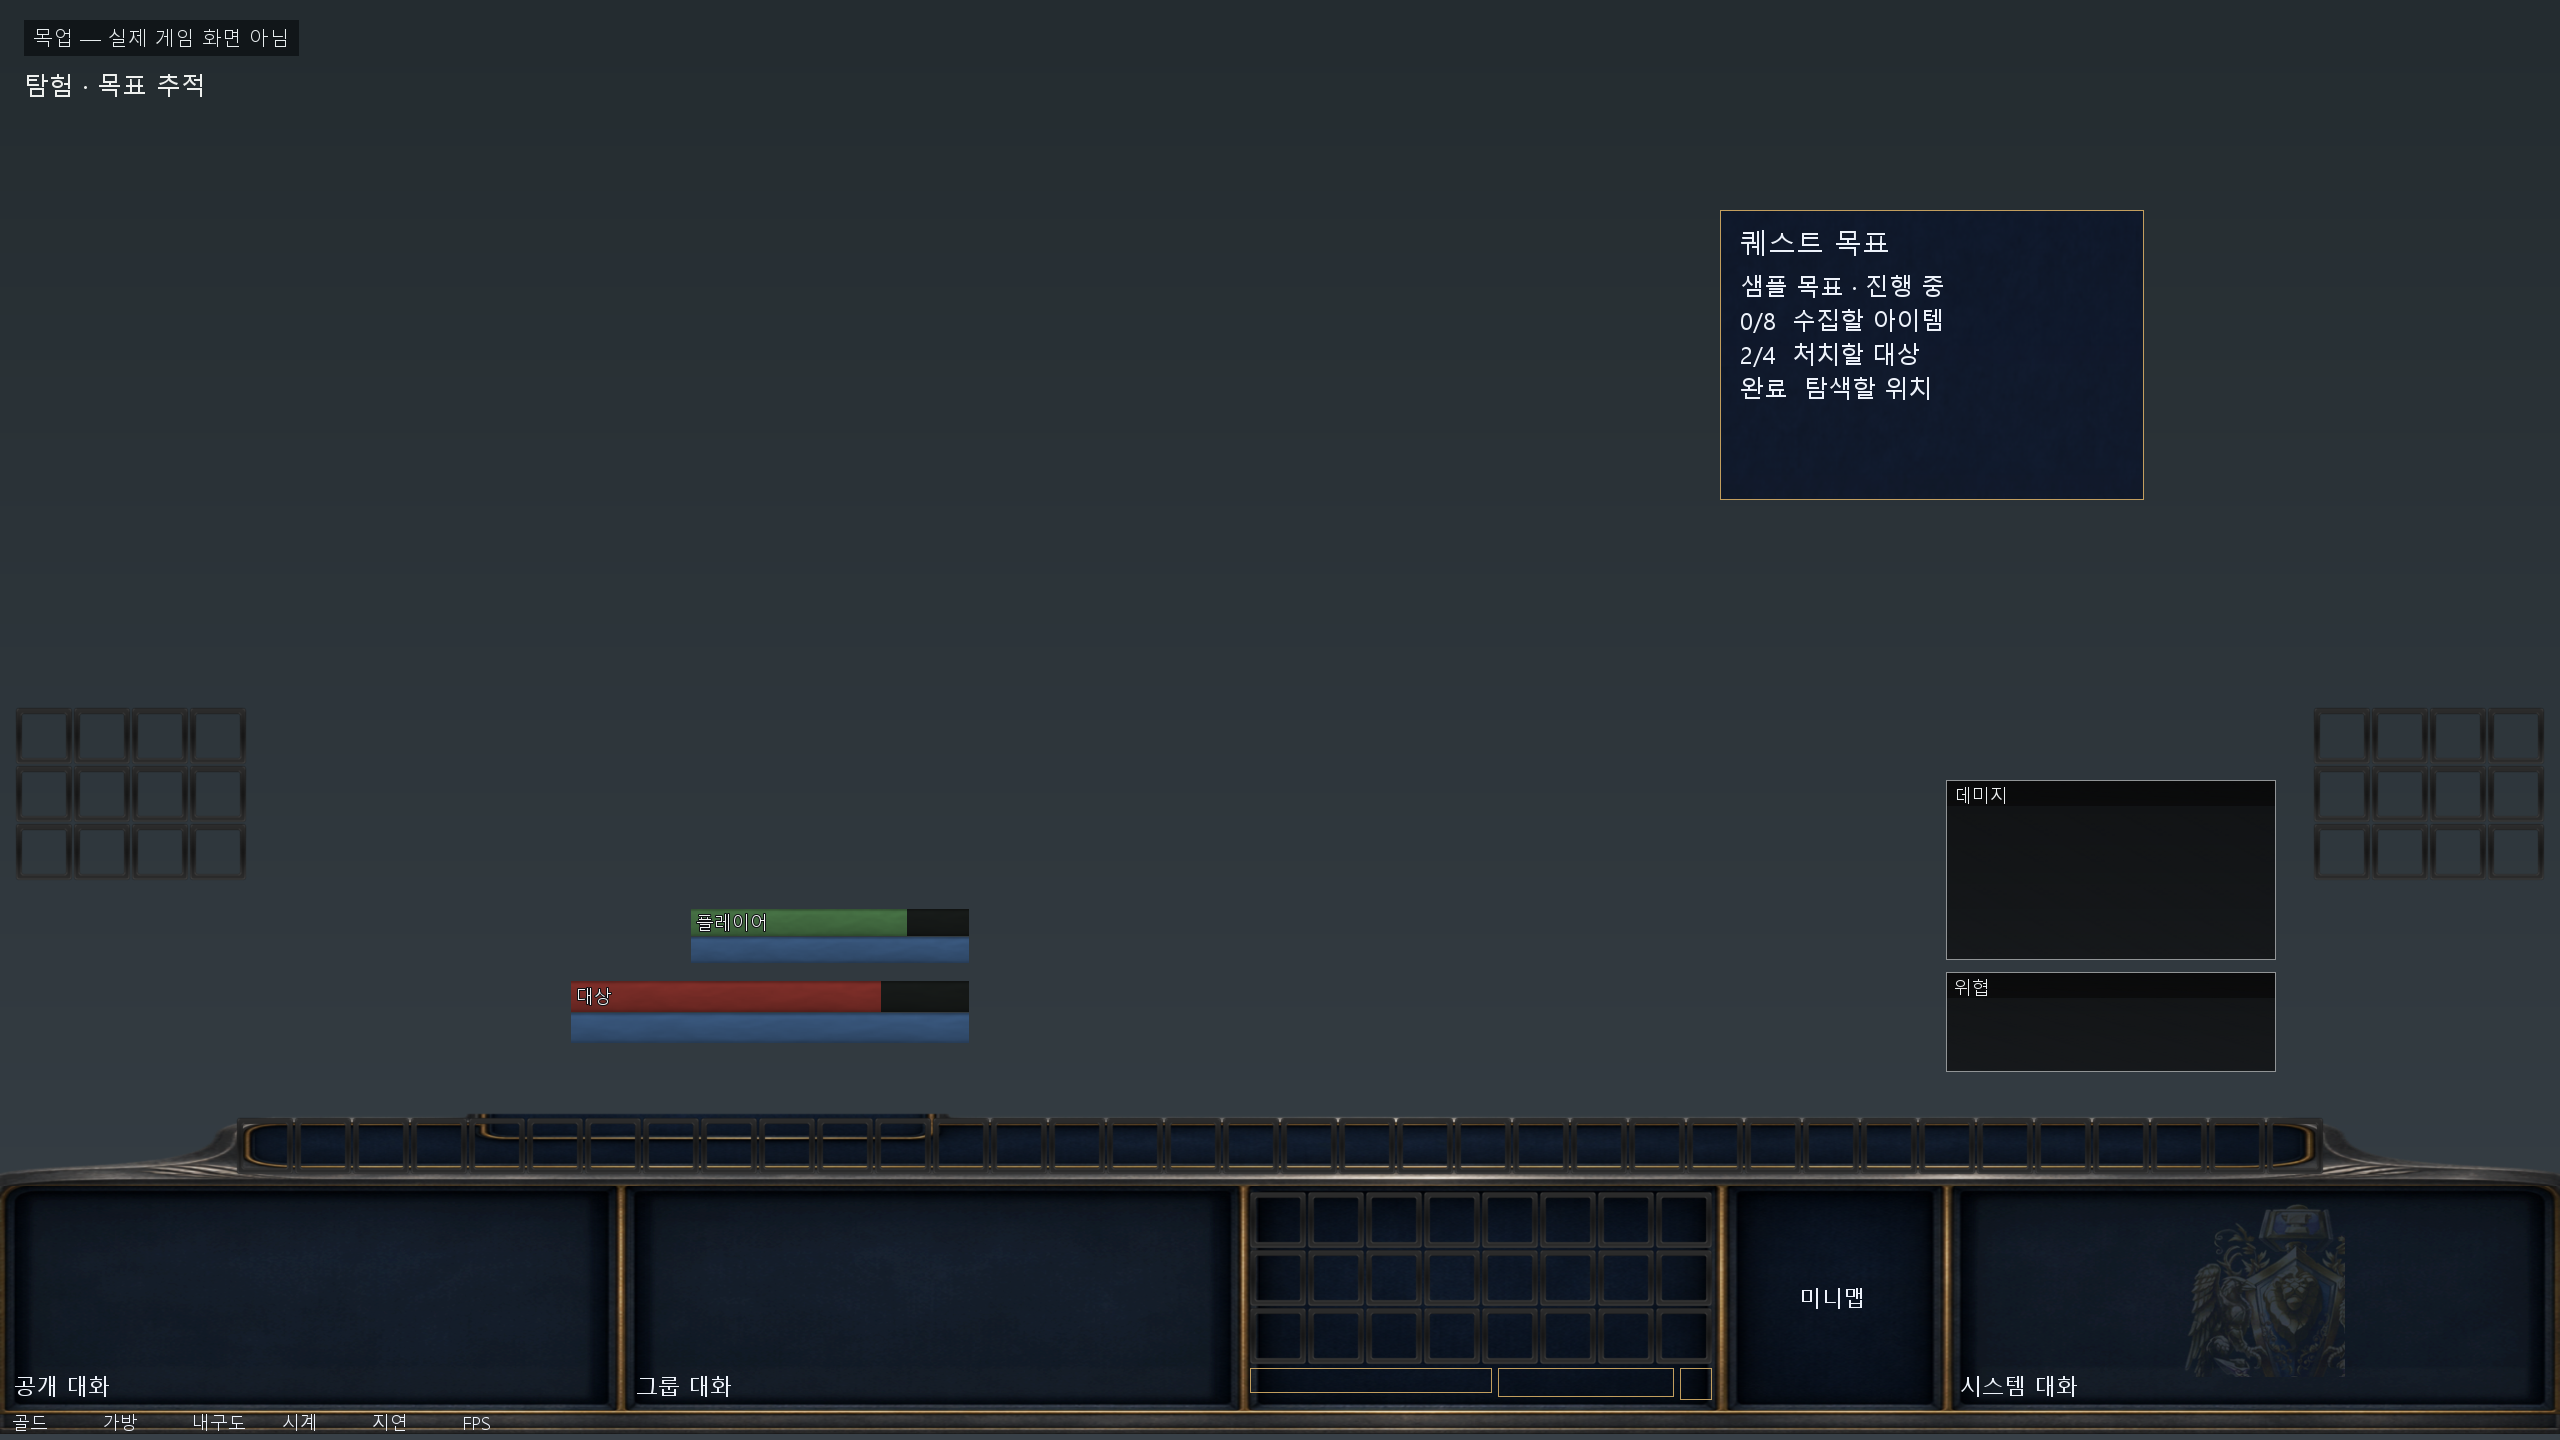 목업 — 실제 게임 화면 아님
탐험 · 목표 추적
퀘스트 목표
샘플 목표 · 진행 중
0/8 수집할 아이템
2/4 처치할 대상
완료 탐색할 위치
데미지
플레이어
위협
대상
미니맵
공개 대화
그룹 대화
시스템 대화
골드 가방 내구도 시계 지연 FPS